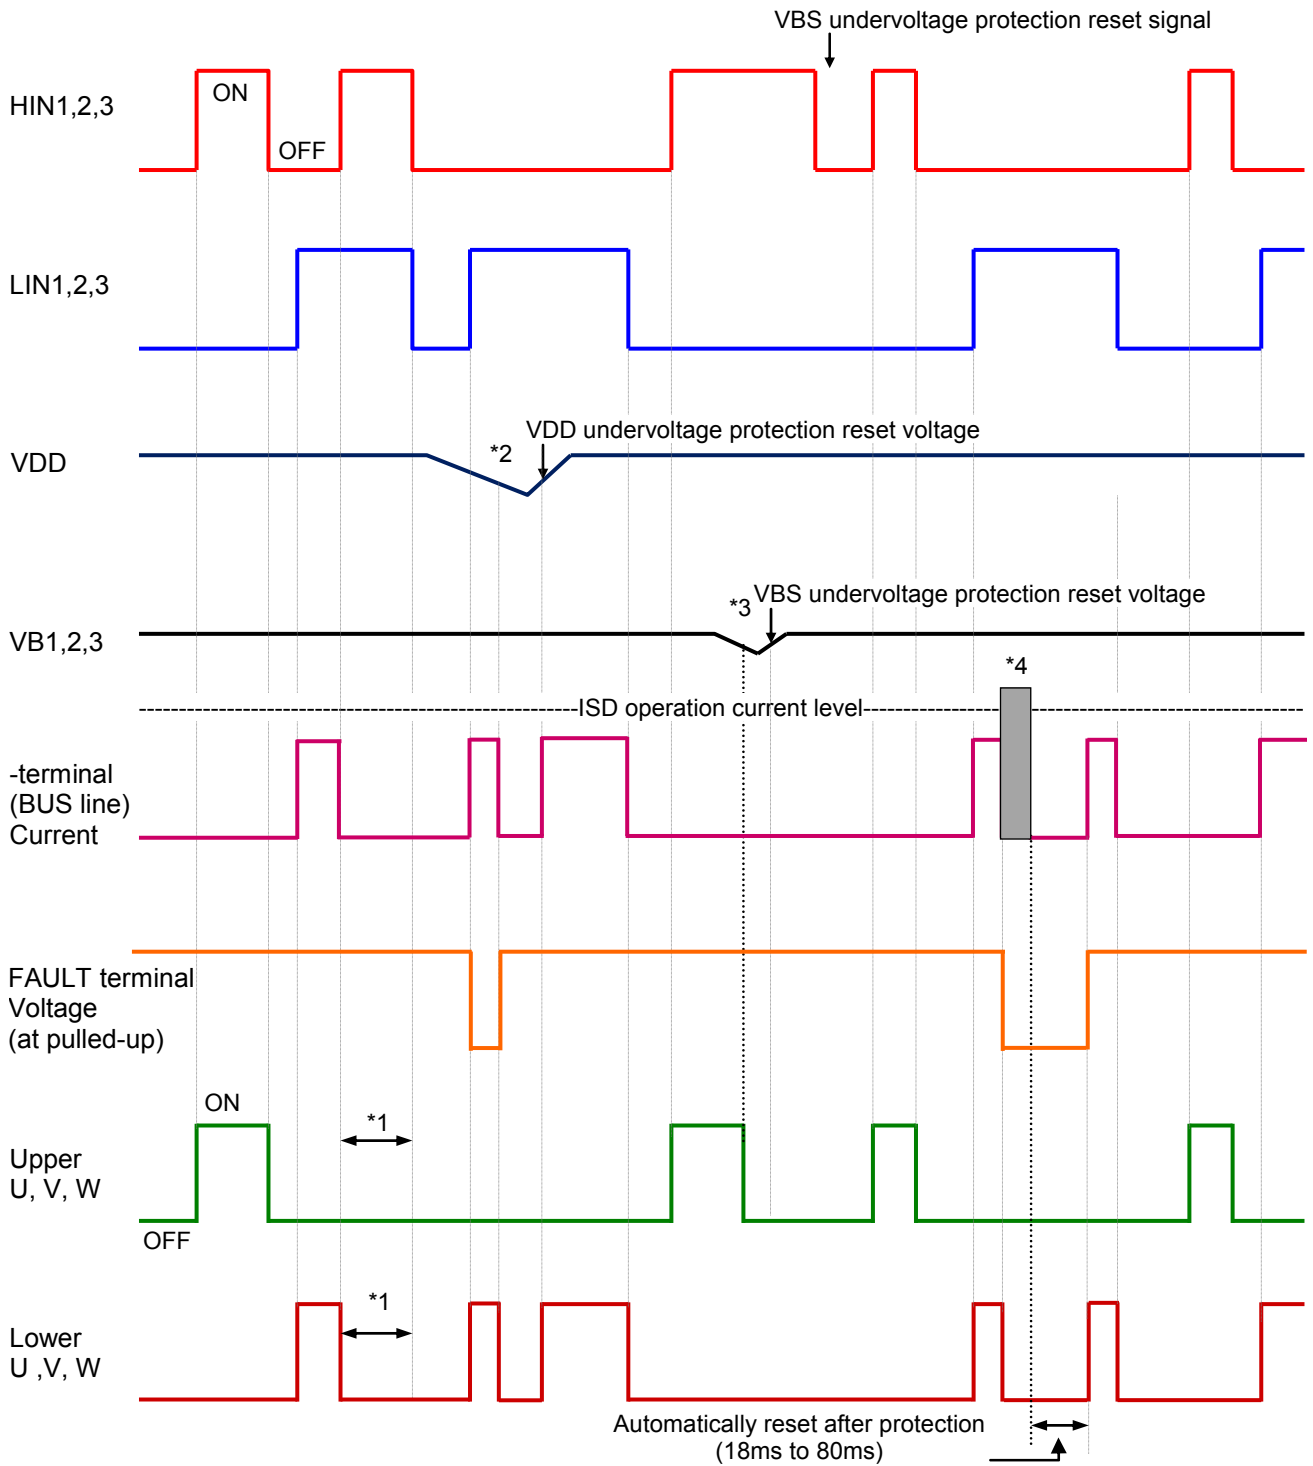 VBS undervoltage protection reset signal
HIN1,2,3
ON
OFF
LIN1,2,3
VDD undervoltage protection reset voltage
*2
VDD
VBS undervoltage protection reset voltage
*3
VB1,2,3
*4
ISD operation current level
-terminal
(BUS line)
Current
FAULT terminal
Voltage
(at pulled-up)
ON
*1
Upper
U, V, W
OFF
*1
Lower
U ,V, W
Automatically reset after protection
(18ms to 80ms)